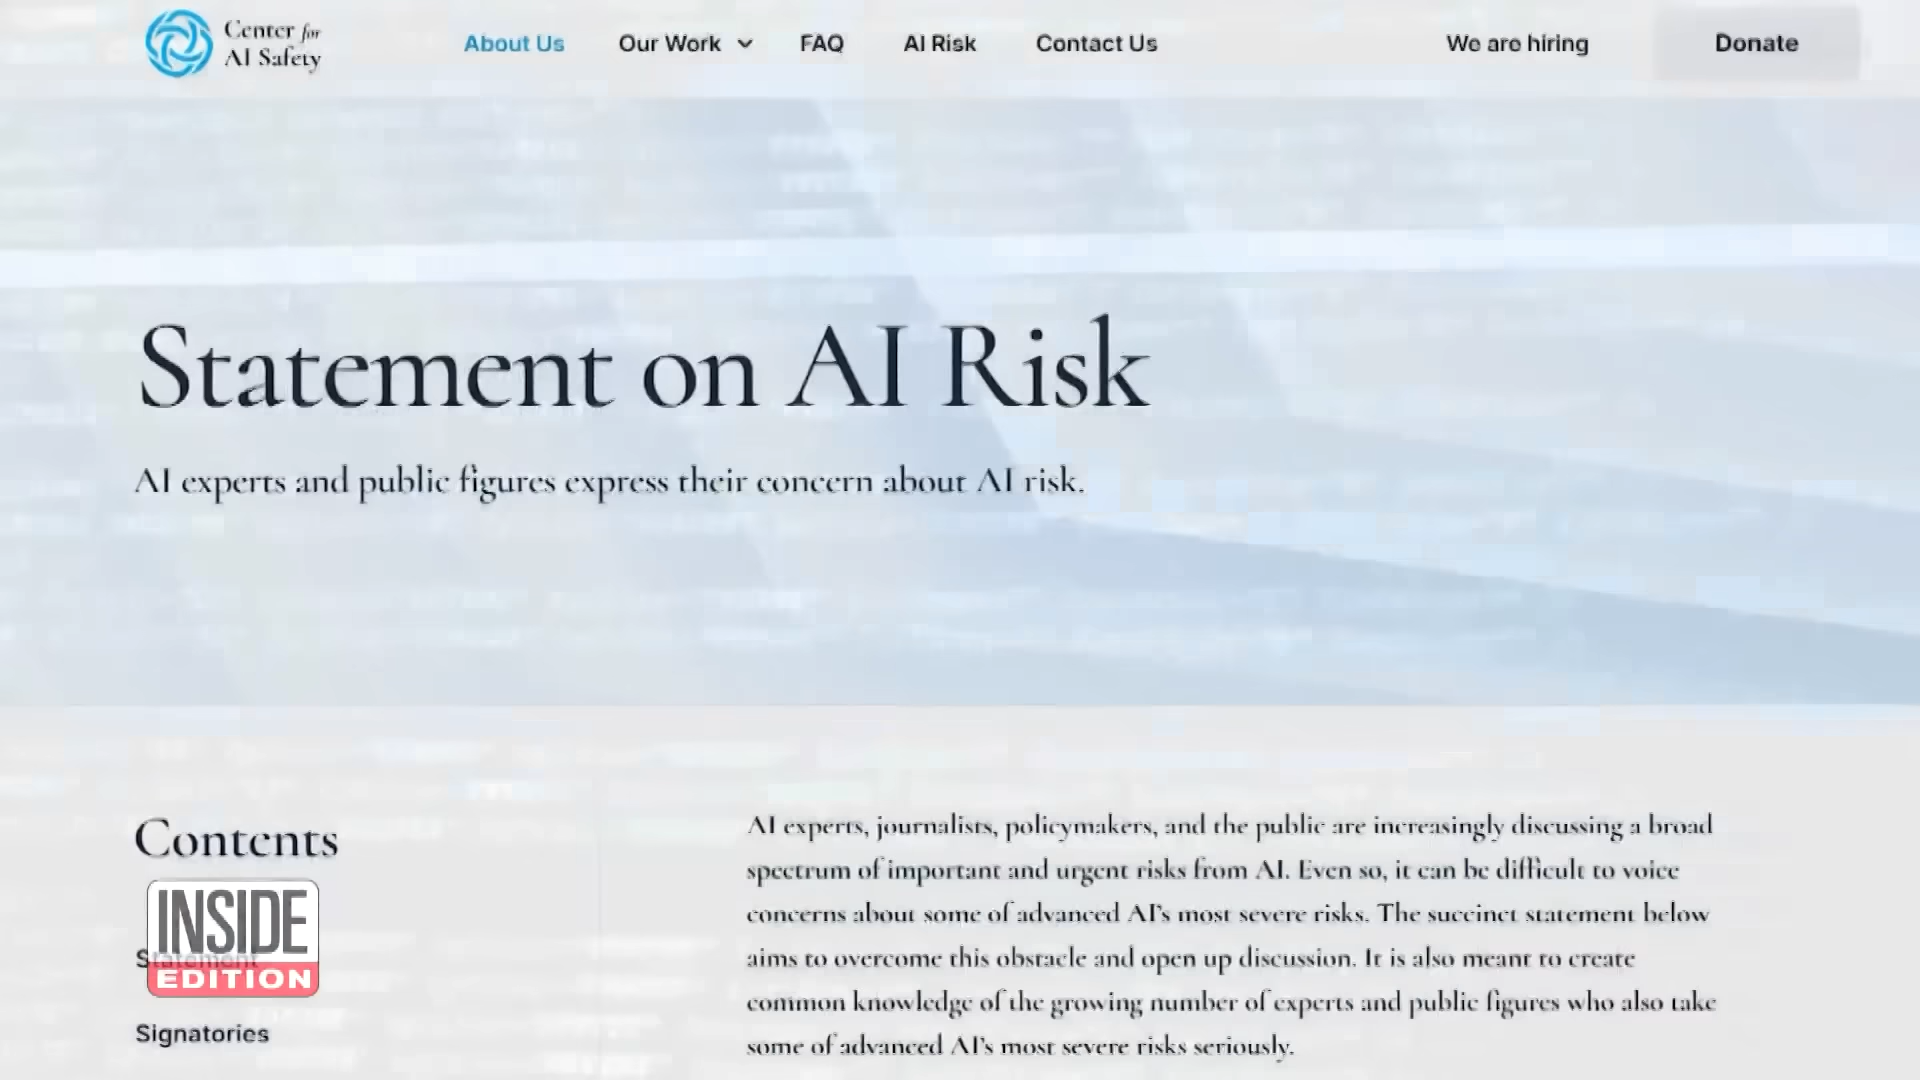 Center for
AI Safety
About Us
Our Work
FAQ
AI Risk
Contact Us
We are hiring
Donate
Statement on AI Risk
AI experts and public figures express their concern about AI risk.
Contents
Statement
Signatories
INSIDE
EDITION
AI experts, journalists, policymakers, and the public are increasingly discussing a broad
spectrum of important and urgent risks from AI. Even so, it can be difficult to voice
concerns about some of advanced AI's most severe risks. The succinct statement below
aims to overcome this obstacle and open up discussion. It is also meant to create
common knowledge of the growing number of experts and public figures who also take
some of advanced AI's most severe risks seriously.